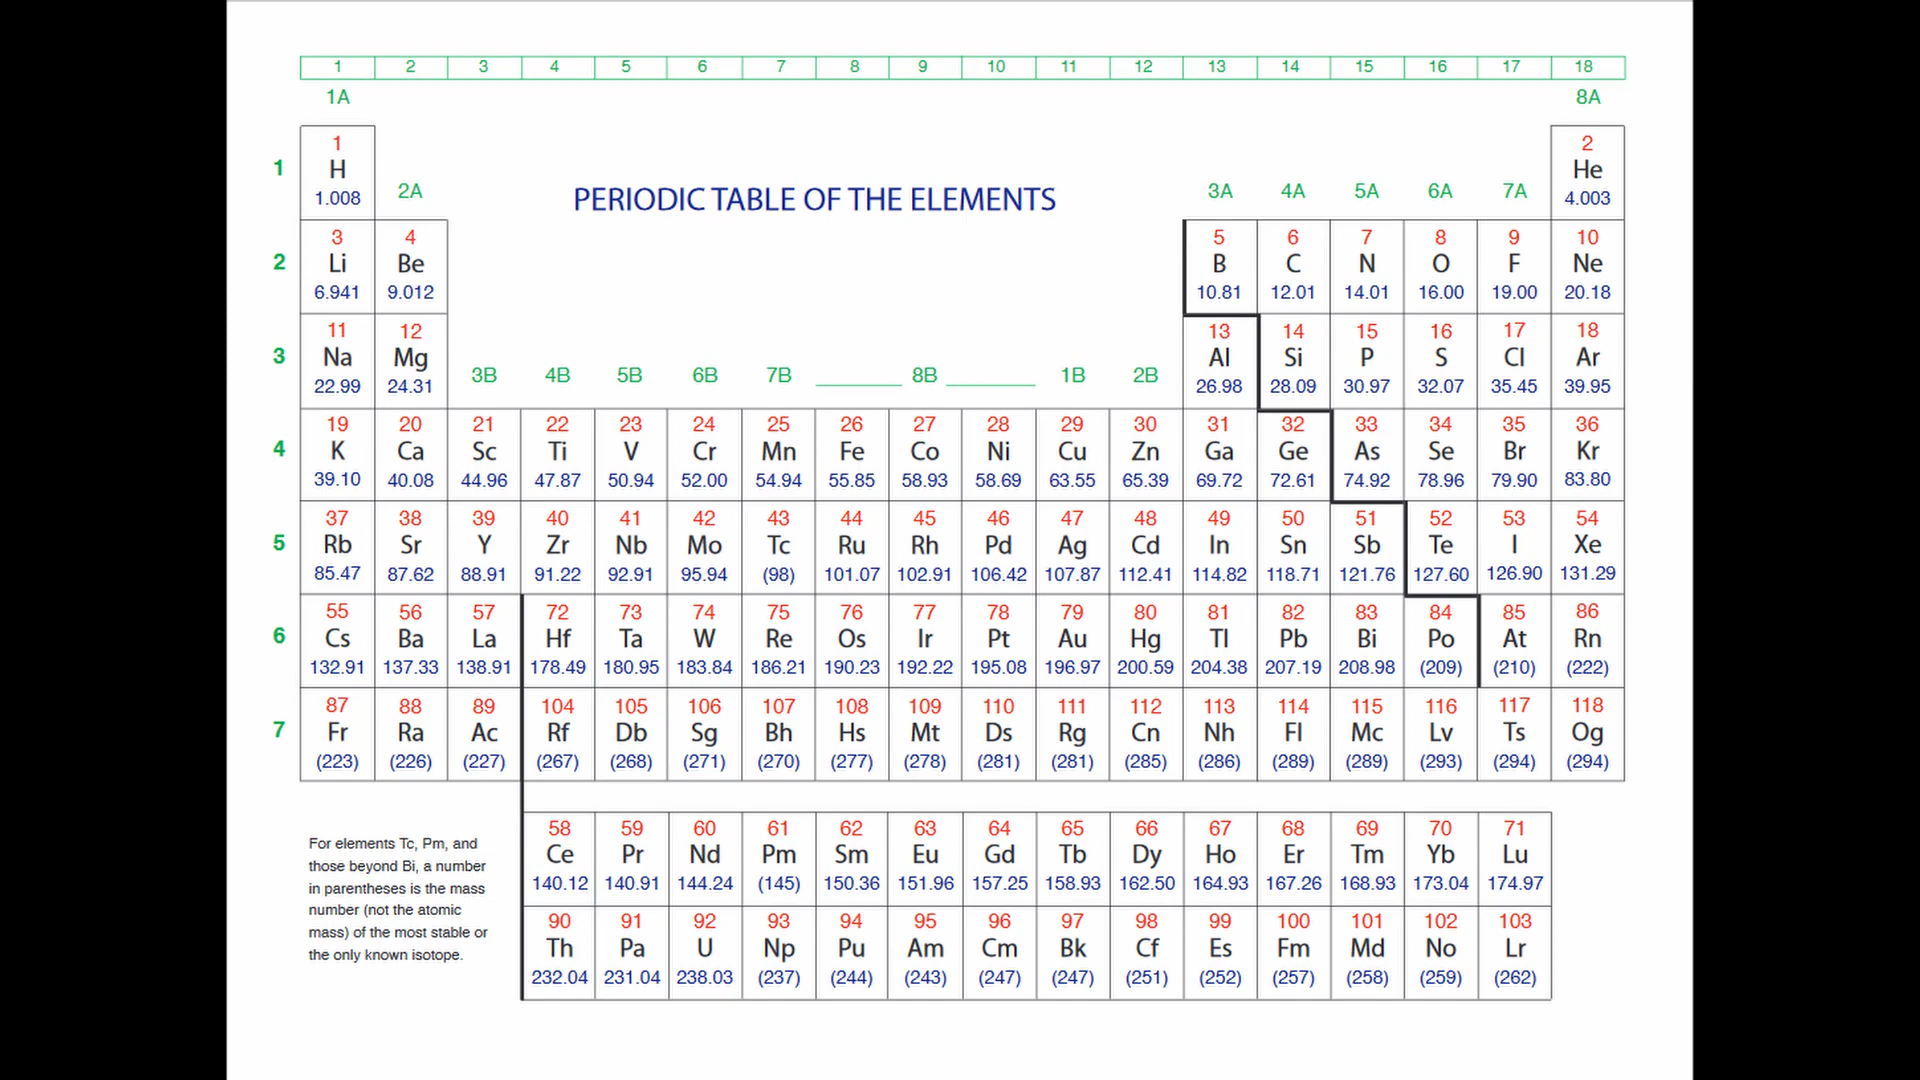 1 2 3 4 5 6 7 8 9 10 11 12 13 14 15 16 17 18
1A 8A
1 2
1 H He
1.008 2A PERIODIC TABLE OF THE ELEMENTS 3A 4A 5A 6A 7A 4.003
3 4 5 6 7 8 9 10
2 Li Be B C N O F Ne
6.941 9.012 10.81 12.01 14.01 16.00 19.00 20.18
11 12 13 14 15 16 17 18
3 Na Mg Al Si P S Cl Ar
22.99 24.31 3B 4B 5B 6B 7B 8B 1B 2B 26.98 28.09 30.97 32.07 35.45 39.95
19 20 21 22 23 24 25 26 27 28 29 30 31 32 33 34 35 36
4 K Ca Sc Ti V Cr Mn Fe Co Ni Cu Zn Ga Ge As Se Br Kr
39.10 40.08 44.96 47.87 50.94 52.00 54.94 55.85 58.93 58.69 63.55 65.39 69.72 72.61 74.92 78.96 79.90 83.80
37 38 39 40 41 42 43 44 45 46 47 48 49 50 51 52 53 54
5 Rb Sr Y Zr Nb Mo Tc Ru Rh Pd Ag Cd In Sn Sb Te I Xe
85.47 87.62 88.91 91.22 92.91 95.94 (98) 101.07 102.91 106.42 107.87 112.41 114.82 118.71 121.76 127.60 126.90 131.29
55 56 57 72 73 74 75 76 77 78 79 80 81 82 83 84 85 86
6 Cs Ba La Hf Ta W Re Os Ir Pt Au Hg Tl Pb Bi Po At Rn
132.91 137.33 138.91 178.49 180.95 183.84 186.21 190.23 192.22 195.08 196.97 200.59 204.38 207.19 208.98 (209) (210) (222)
87 88 89 104 105 106 107 108 109 110 111 112 113 114 115 116 117 118
7 Fr Ra Ac Rf Db Sg Bh Hs Mt Ds Rg Cn Nh Fl Mc Lv Ts Og
(223) (226) (227) (267) (268) (271) (270) (277) (278) (281) (281) (285) (286) (289) (289) (293) (294) (294)
For elements Tc, Pm, and
those beyond Bi, a number
in parentheses is the mass
number (not the atomic
mass) of the most stable or
the only known isotope.
58 59 60 61 62 63 64 65 66 67 68 69 70 71
Ce Pr Nd Pm Sm Eu Gd Tb Dy Ho Er Tm Yb Lu
140.12 140.91 144.24 (145) 150.36 151.96 157.25 158.93 162.50 164.93 167.26 168.93 173.04 174.97
90 91 92 93 94 95 96 97 98 99 100 101 102 103
Th Pa U Np Pu Am Cm Bk Cf Es Fm Md No Lr
232.04 231.04 238.03 (237) (244) (243) (247) (247) (251) (252) (257) (258) (259) (262)